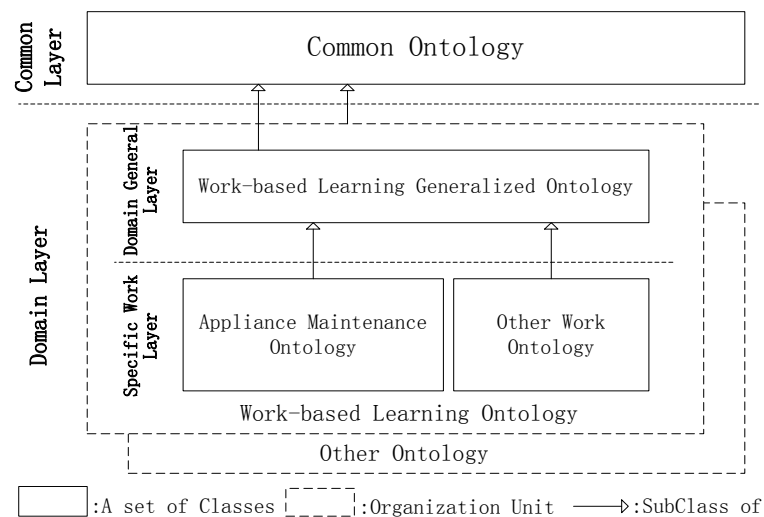 Common
Layer
Common Ontology
Domain Layer
Domain General
Layer
Work-based Learning Generalized Ontology
Specific Work
Layer
Appliance Maintenance
Ontology
Other Work
Ontology
Work-based Learning Ontology
Other Ontology
:A set of Classes :Organization Unit :SubClass of